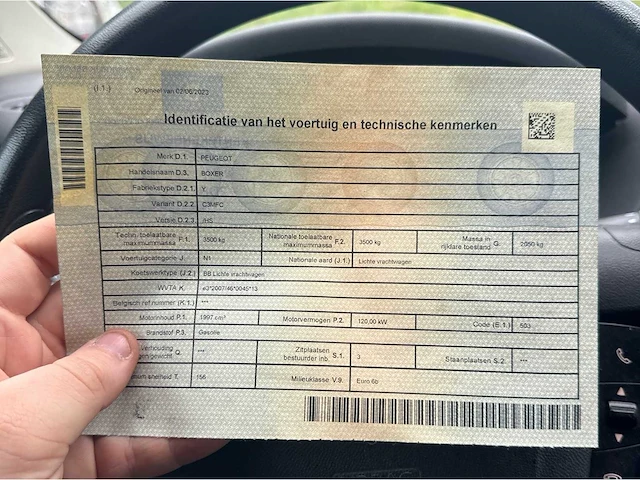 (I.1.) Origineel van 02/06/2023
Identificatie van het voertuig en technische kenmerken
Merk D.1. PEUGEOT
Handelsnaam D.3. BOXER
Fabriekstype D.2.1. Y
Variant D.2.2. C3MFC
Versie D.2.3. /HS
Techn. toelaatbare maximummassa F.1. 3500 kg Nationale toelaatbare maximummassa F.2. 3500 kg Massa in rijklare toestand G. 2050 kg
Voertuigcategorie J. N1 Nationale aard (J.1.) Lichte vrachtwagen
Koetswerktype (J.2.) BB Lichte vrachtwagen
WVTA K. e3*2007/46*0045*13
Belgisch ref nummer (K.1.) ***
Motorinhoud P.1. 1997 cm³ Motorvermogen P.2. 120,00 kW Code (E.1.) 503
Brandstof P.3. Gasolie
Verhouding gewicht Q. *** Zitplaatsen bestuurder inb. S.1. 3 Staanplaatsen S.2. ---
snelheid T. 156 Milieuklasse V.9. Euro 6b